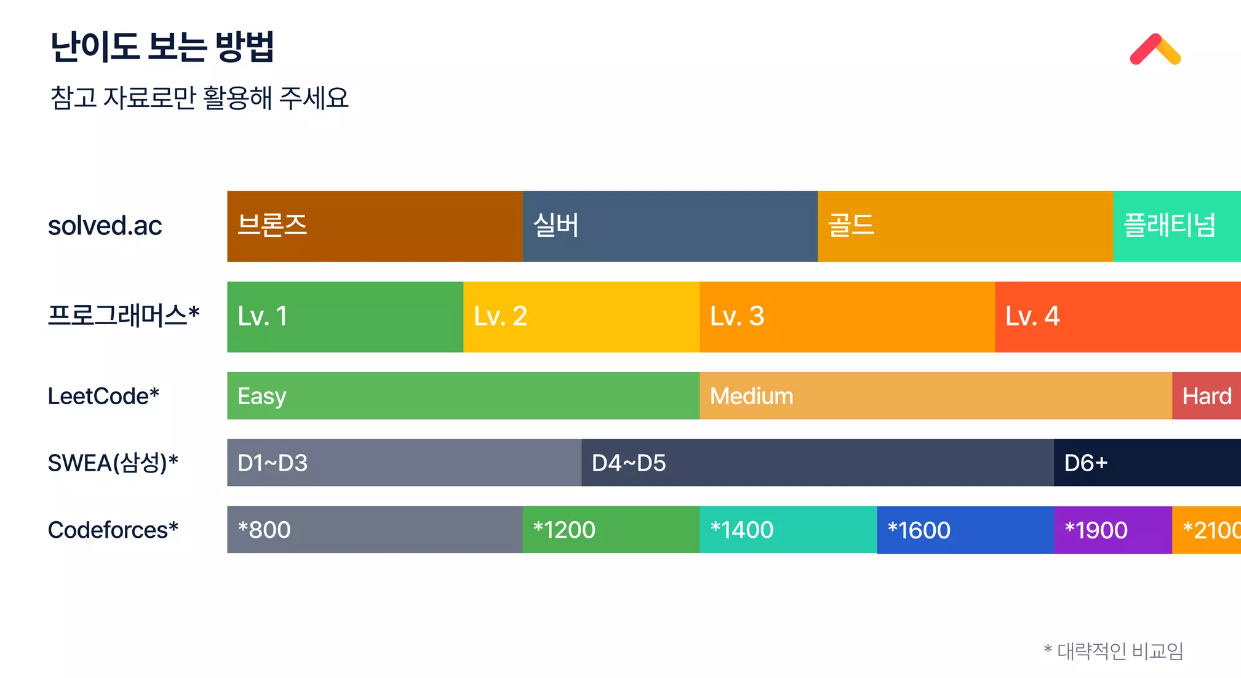 난이도 보는 방법
참고 자료로만 활용해 주세요
solved.ac 브론즈 실버 골드 플래티넘
프로그래머스* Lv. 1 Lv. 2 Lv. 3 Lv. 4
LeetCode* Easy Medium Hard
SWEA(삼성)* D1~D3 D4~D5 D6+
Codeforces* *800 *1200 *1400 *1600 *1900 *2100
* 대략적인 비교임